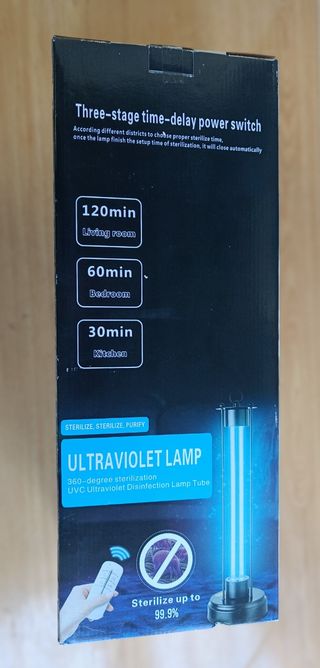 Three-stage time-delay power switch
According different districts to choose proper sterilize time,
once the lamp finish the setup time of sterilization, it will close automatically
120min
Living room
60min
Bedroom
30min
Kitchen
STERILIZE, STERILIZE, PURIFY
ULTRAVIOLET LAMP
360-degree sterilization
UVC Ultraviolet Disinfection Lamp Tube
Sterilize up to
99.9%